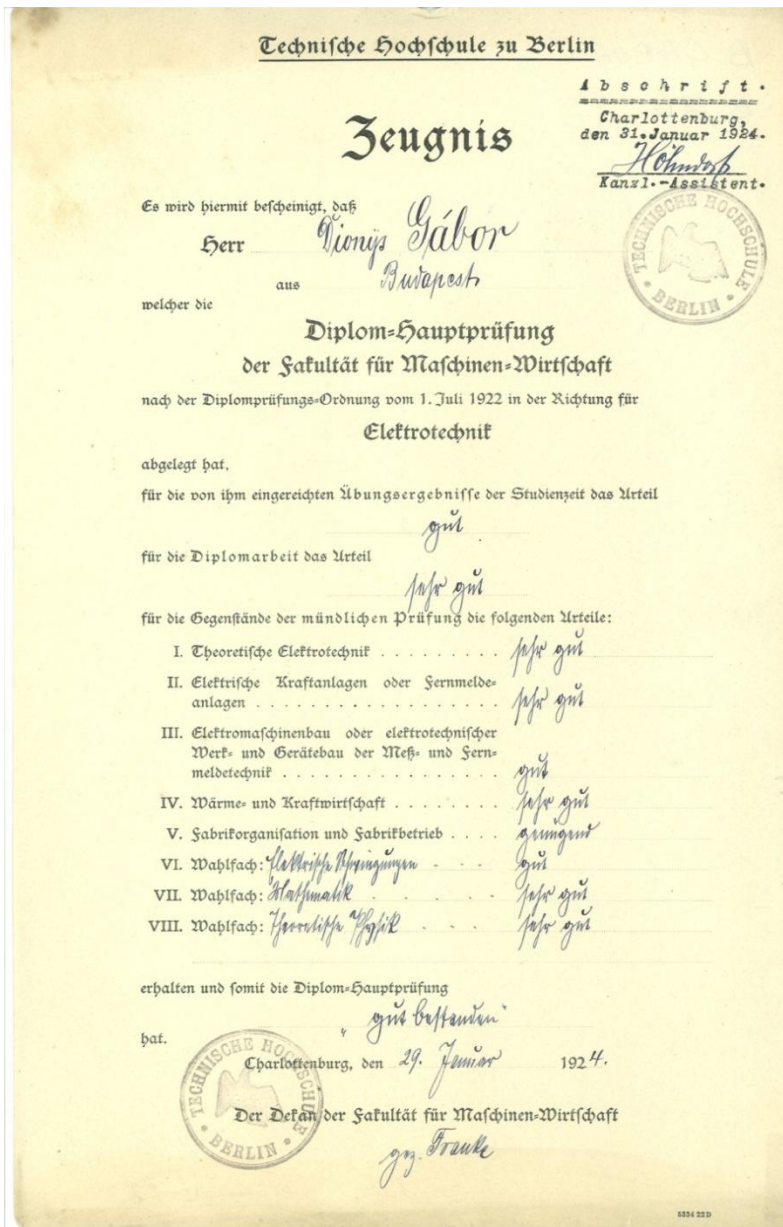 Technische Hochschule zu Berlin
Abschrift.
Charlottenburg,
den 31. Januar 1924.
Kanzl.-Assistent.
Zeugnis
TECHNISCHE HOCHSCHULE
BERLIN
Es wird hiermit bescheinigt, daß
Herr Dionys Gábor
aus Budapest
welcher die
Diplom-Hauptprüfung
der Fakultät für Maschinen-Wirtschaft
nach der Diplomprüfungs-Ordnung vom 1. Juli 1922 in der Richtung für
Elektrotechnik
abgelegt hat,
für die von ihm eingereichten Übungsergebnisse der Studienzeit das Urteil
gut
für die Diplomarbeit das Urteil
sehr gut
für die Gegenstände der mündlichen Prüfung die folgenden Urteile:
I. Theoretische Elektrotechnik . . . . . . . . . sehr gut
II. Elektrische Kraftanlagen oder Fernmelde-
anlagen . . . . . . . . . . . . . . . . . sehr gut
III. Elektromaschinenbau oder elektrotechnischer
Werk- und Gerätebau der Meß- und Fern-
meldetechnik . . . . . . . . . . . . . . . gut
IV. Wärme- und Kraftwirtschaft . . . . . . . sehr gut
V. Fabrikorganisation und Fabrikbetrieb . . . . genügend
VI. Wahlfach: Elektrische Schwingungen - - - gut
VII. Wahlfach: Mathematik . . . . . . sehr gut
VIII. Wahlfach: Theoretische Physik - - - sehr gut
erhalten und somit die Diplom-Hauptprüfung
„gut bestanden"
hat.
Charlottenburg, den 29. Januar 1924.
TECHNISCHE HOCHSCHULE
BERLIN
Der Dekan der Fakultät für Maschinen-Wirtschaft
gez. Franke
5334 22D